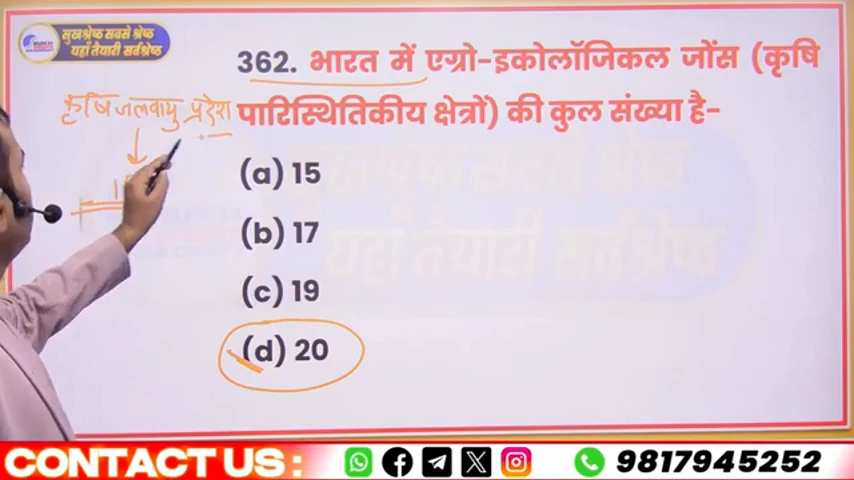 सुखश्रेष्ठ सबसे श्रेष्ठ
यहाँ तैयारी सर्वश्रेष्ठ
362. भारत में एग्रो-इकोलॉजिकल जोंस (कृषि
पारिस्थितिकीय क्षेत्रों) की कुल संख्या है-
कृषि जलवायु प्रदेश
(a) 15
(b) 17
(c) 19
(d) 20
CONTACT US :
9817945252